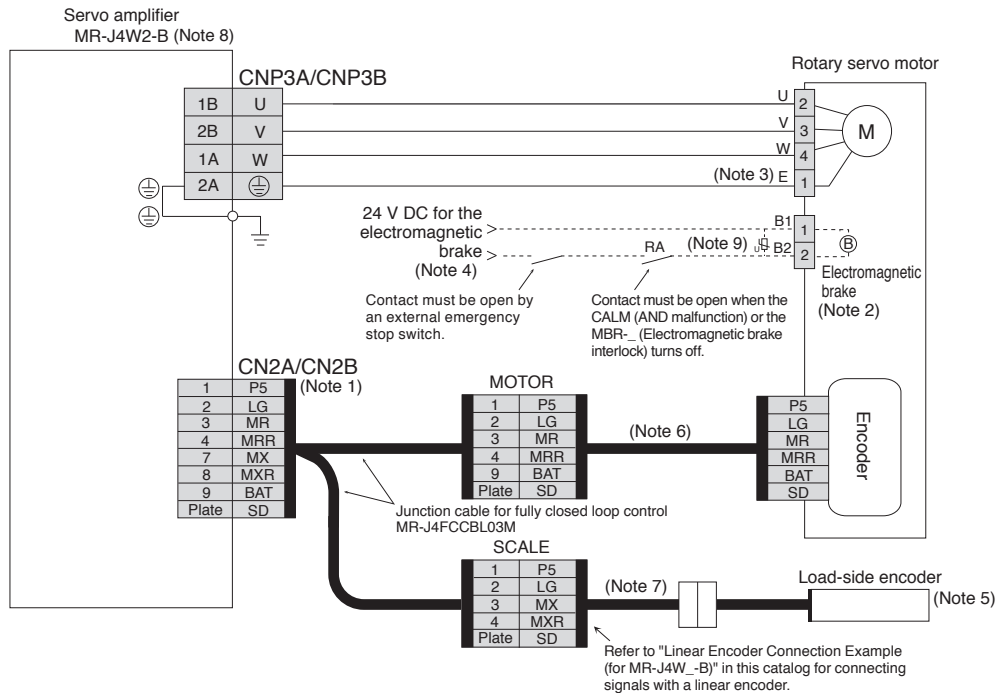 Servo amplifier
MR-J4W2-B (Note 8)
CNP3A/CNP3B
1B U
2B V
1A W
2A
Rotary servo motor
U 2
V 3
W 4
(Note 3) E 1
M
24 V DC for the
electromagnetic
brake
(Note 4)
RA
(Note 9)
U
B1 1
B2 2
B
Electromagnetic
brake
(Note 2)
Contact must be open by
an external emergency
stop switch.
Contact must be open when the
CALM (AND malfunction) or the
MBR-_ (Electromagnetic brake
interlock) turns off.
CN2A/CN2B
(Note 1)
1 P5
2 LG
3 MR
4 MRR
7 MX
8 MXR
9 BAT
Plate SD
MOTOR
1 P5
2 LG
3 MR
4 MRR
9 BAT
Plate SD
(Note 6)
P5
LG
MR
MRR
BAT
SD
Encoder
Junction cable for fully closed loop control
MR-J4FCCBL03M
SCALE
1 P5
2 LG
3 MX
4 MXR
Plate SD
(Note 7)
Load-side encoder
(Note 5)
Refer to "Linear Encoder Connection Example
(for MR-J4W_-B)" in this catalog for connecting
signals with a linear encoder.